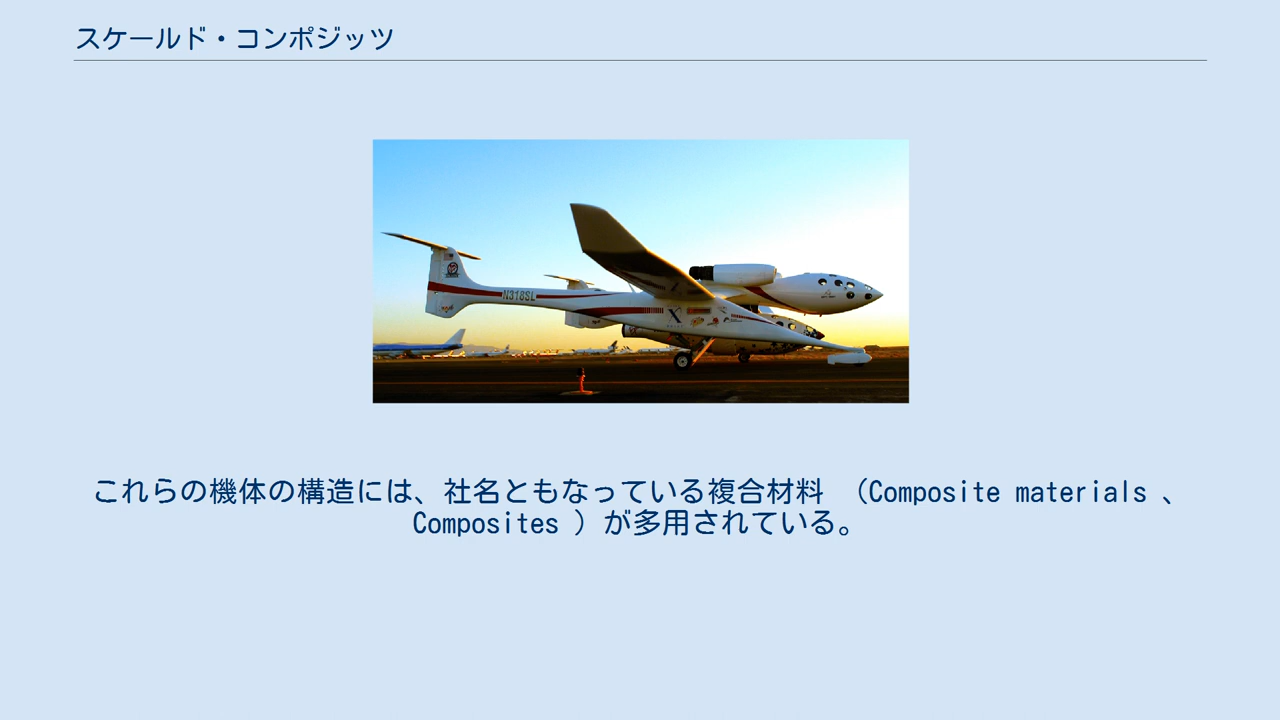 スケールド・コンポジッツ
N318SL
X
これらの機体の構造には、社名ともなっている複合材料 （Composite materials 、
Composites ）が多用されている。